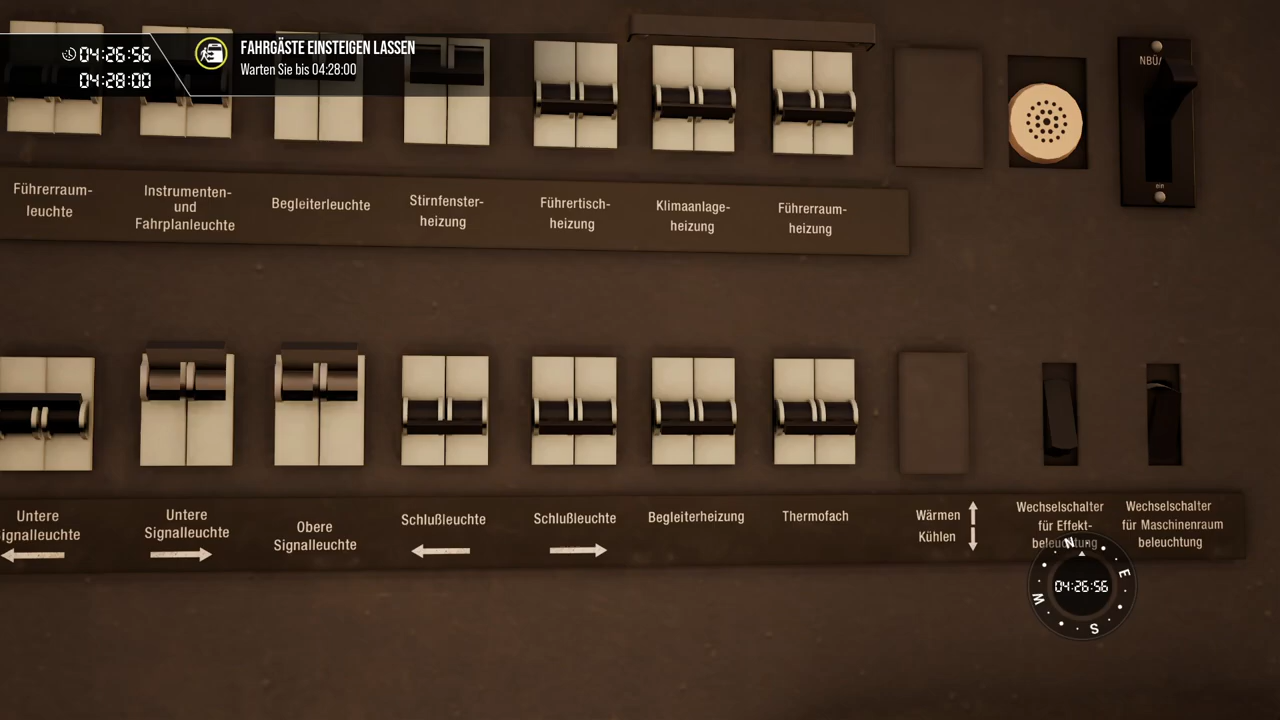 04:26:56
04:28:00
FAHRGÄSTE EINSTEIGEN LASSEN
Warten Sie bis 04:28:00
Führerraum-
leuchte
Instrumenten-
und
Fahrplanleuchte
Begleiterleuchte
Stirnfenster-
heizung
Führertisch-
heizung
Klimaanlage-
heizung
Führerraum-
heizung
NBÜ
ein
Untere
Signalleuchte
Untere
Signalleuchte
Obere
Signalleuchte
Schlußleuchte
Schlußleuchte
Begleiterheizung
Thermofach
Wärmen
Kühlen
Wechselschalter
für Effekt-
beleuchtung
Wechselschalter
für Maschinenraum
beleuchtung
N
E
S
W
04:26:56